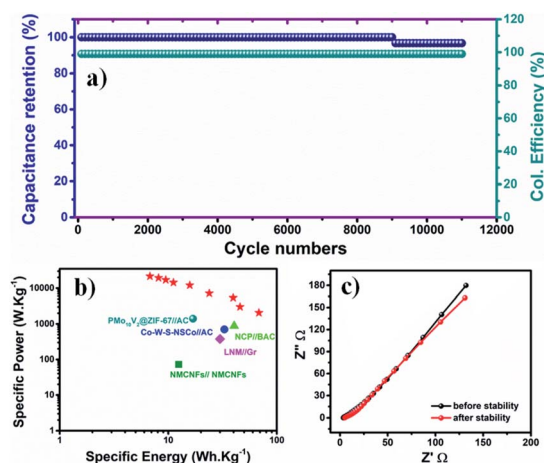 a)
Capacitance retention (%)
100
80
60
40
20
0
120
100
80
60
40
20
0
Col. Efficiency (%)
0 2000 4000 6000 8000 10000 12000
Cycle numbers
b)
Specific Power (W.Kg-1)
10000
1000
100
10
1
PMo10V2@ZIF-67//AC
Co-W-S-NSCo//AC
NCP//BAC
LNM//Gr
NMCNFs// NMCNFs
1 10 100
Specific Energy (Wh.Kg-1)
c)
Z'' Ω
180
150
120
90
60
30
0
before stability
after stability
0 30 60 90 120 150
Z' Ω